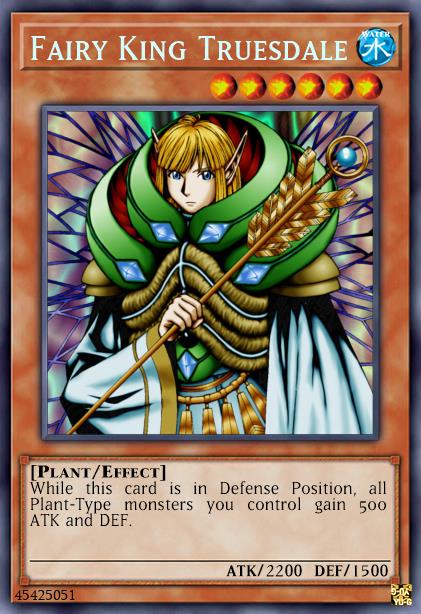 FAIRY KING TRUESDALE
WATER
水
[PLANT/EFFECT]
While this card is in Defense Position, all
Plant-Type monsters you control gain 500
ATK and DEF.
ATK/2200 DEF/1500
45425051